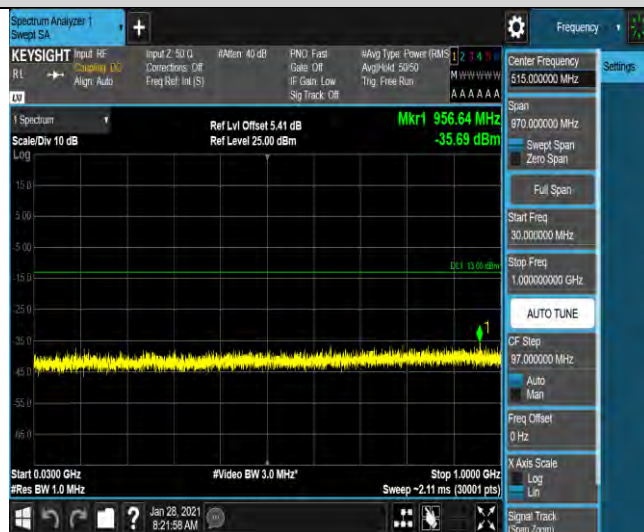 Spectrum Analyzer 1
Swept SA
Frequency
Settings
KEYSIGHT
Input: RF
Coupling: DC
Align: Auto
Input Z: 50 Ω
Corrections: Off
Freq Ref: Int (S)
#Atten: 40 dB
PNO: Fast
Gate: Off
IF Gain: Low
Sig Track: Off
#Avg Type: Power (RMS
Avg|Hold: 50/50
Trig: Free Run
1 2 3 4 5 6
M W W W W W
A A A A A A
RL
LXI
1 Spectrum
Scale/Div 10 dB
Log
Ref Lvl Offset 5.41 dB
Ref Level 25.00 dBm
Mkr1 956.64 MHz
-35.69 dBm
15.0
5.00
-5.00
-15.0
-25.0
-35.0
-45.0
-55.0
-65.0
DL1 -13.00 dBm
1
Start 0.0300 GHz
#Res BW 1.0 MHz
#Video BW 3.0 MHz*
Stop 1.0000 GHz
Sweep ~2.11 ms (30001 pts)
Center Frequency
515.000000 MHz
Span
970.000000 MHz
Swept Span
Zero Span
Full Span
Start Freq
30.000000 MHz
Stop Freq
1.000000000 GHz
AUTO TUNE
CF Step
97.000000 MHz
Auto
Man
Freq Offset
0 Hz
X Axis Scale
Log
Lin
Signal Track
(Span Zoom)
?
Jan 28, 2021
8:21:58 AM